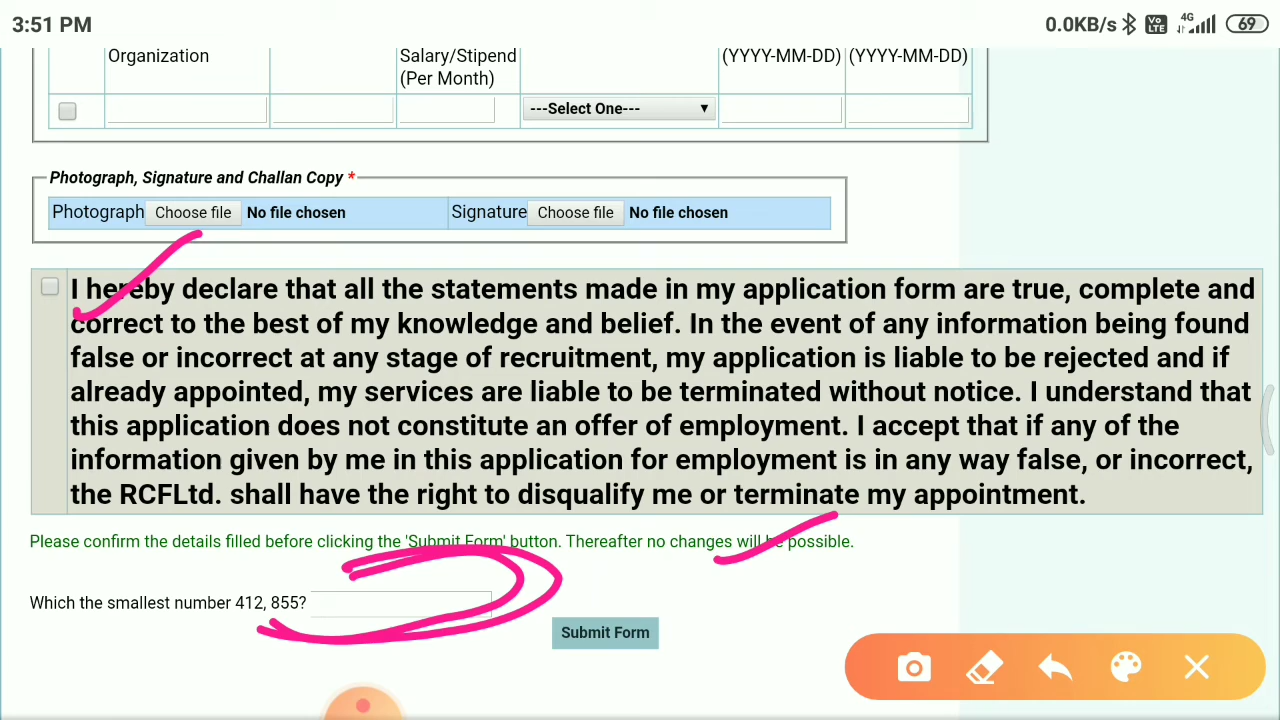 3:51 PM 0.0KB/s Vo LTE 4G 69
Organization Salary/Stipend (YYYY-MM-DD) (YYYY-MM-DD)
(Per Month)
---Select One---
Photograph, Signature and Challan Copy *
Photograph Choose file No file chosen Signature Choose file No file chosen
I hereby declare that all the statements made in my application form are true, complete and
correct to the best of my knowledge and belief. In the event of any information being found
false or incorrect at any stage of recruitment, my application is liable to be rejected and if
already appointed, my services are liable to be terminated without notice. I understand that
this application does not constitute an offer of employment. I accept that if any of the
information given by me in this application for employment is in any way false, or incorrect,
the RCFLtd. shall have the right to disqualify me or terminate my appointment.
Please confirm the details filled before clicking the 'Submit Form' button. Thereafter no changes will be possible.
Which the smallest number 412, 855?
Submit Form